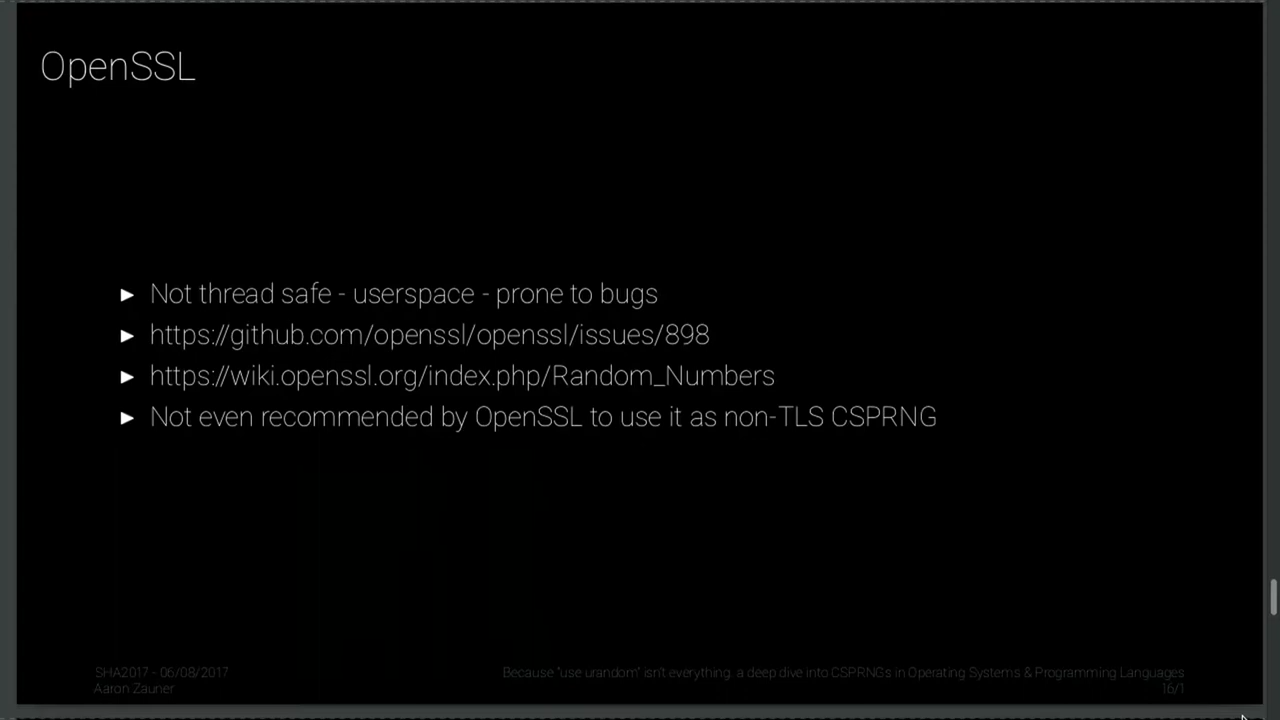 OpenSSL
► Not thread safe - userspace - prone to bugs
► https://github.com/openssl/openssl/issues/898
► https://wiki.openssl.org/index.php/Random_Numbers
► Not even recommended by OpenSSL to use it as non-TLS CSPRNG
SHA2017 - 06/08/2017
Because "use urandom" isn't everything: a deep dive into CSPRNGs in Operating Systems & Programming Languages
Aaron Zauner
16/1